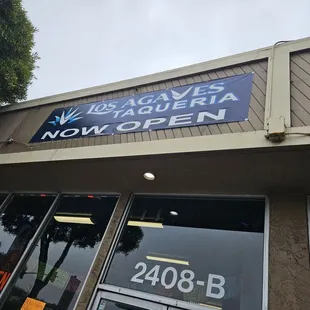 LOS AGAVES
TAQUERIA
NOW OPEN
2408-B